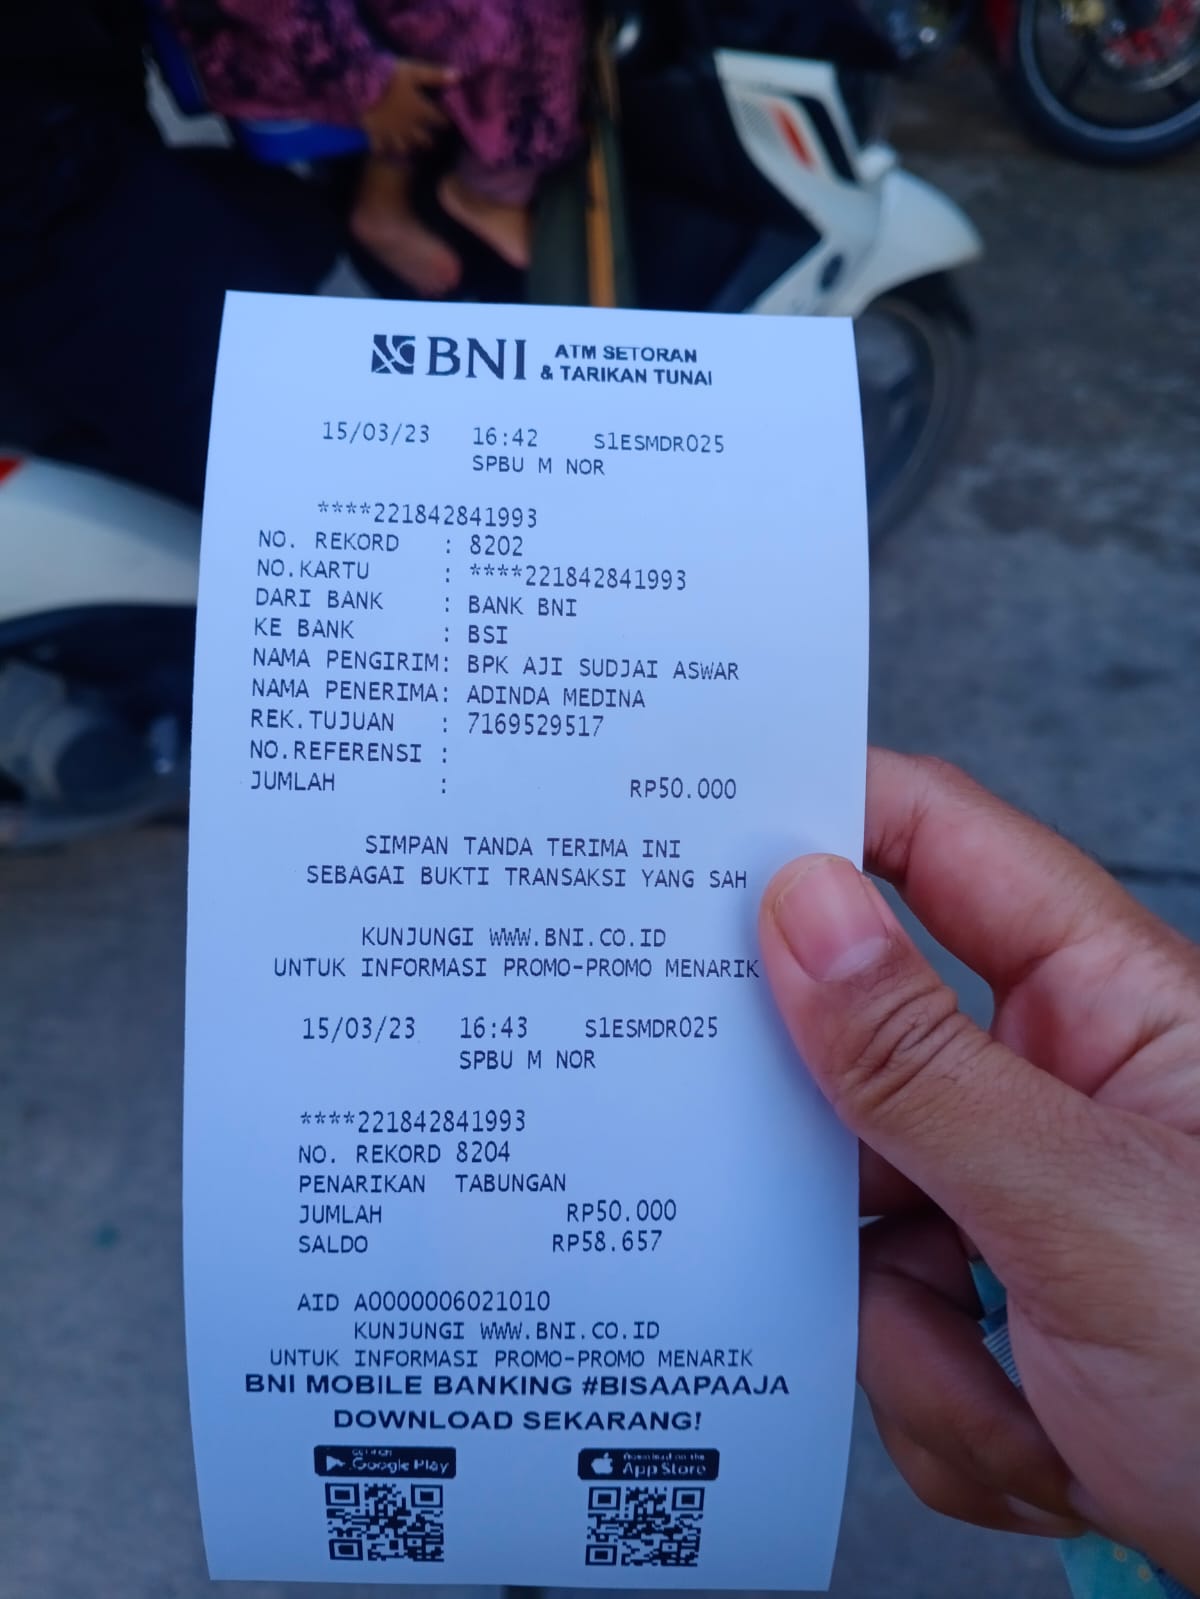 BNI ATM SETORAN
& TARIKAN TUNAI
15/03/23 16:42 S1ESMDR025
SPBU M NOR
****221842841993
NO. REKORD : 8202
NO.KARTU : ****221842841993
DARI BANK : BANK BNI
KE BANK : BSI
NAMA PENGIRIM: BPK AJI SUDJAI ASWAR
NAMA PENERIMA: ADINDA MEDINA
REK.TUJUAN : 7169529517
NO.REFERENSI :
JUMLAH : RP50.000
SIMPAN TANDA TERIMA INI
SEBAGAI BUKTI TRANSAKSI YANG SAH
KUNJUNGI WWW.BNI.CO.ID
UNTUK INFORMASI PROMO-PROMO MENARIK
15/03/23 16:43 S1ESMDR025
SPBU M NOR
****221842841993
NO. REKORD 8204
PENARIKAN TABUNGAN
JUMLAH RP50.000
SALDO RP58.657
AID A0000006021010
KUNJUNGI WWW.BNI.CO.ID
UNTUK INFORMASI PROMO-PROMO MENARIK
BNI MOBILE BANKING #BISAAPAAJA
DOWNLOAD SEKARANG!
Google Play
Download on the
App Store